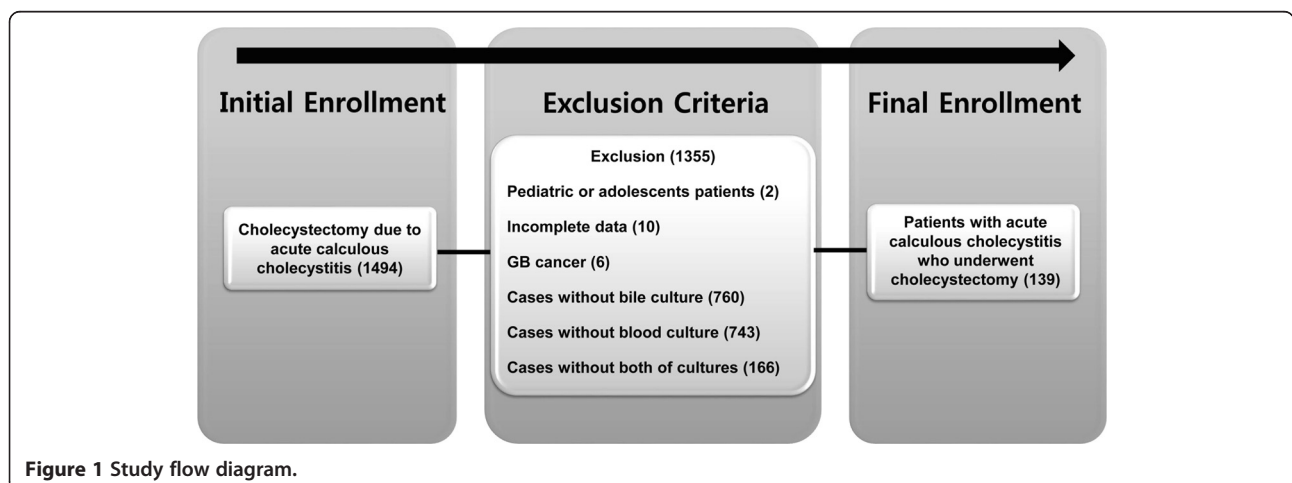 Initial Enrollment
Cholecystectomy due to
acute calculous
cholecystitis (1494)
Exclusion Criteria
Exclusion (1355)
Pediatric or adolescents patients (2)
Incomplete data (10)
GB cancer (6)
Cases without bile culture (760)
Cases without blood culture (743)
Cases without both of cultures (166)
Final Enrollment
Patients with acute
calculous cholecystitis
who underwent
cholecystectomy (139)
Figure 1 Study flow diagram.